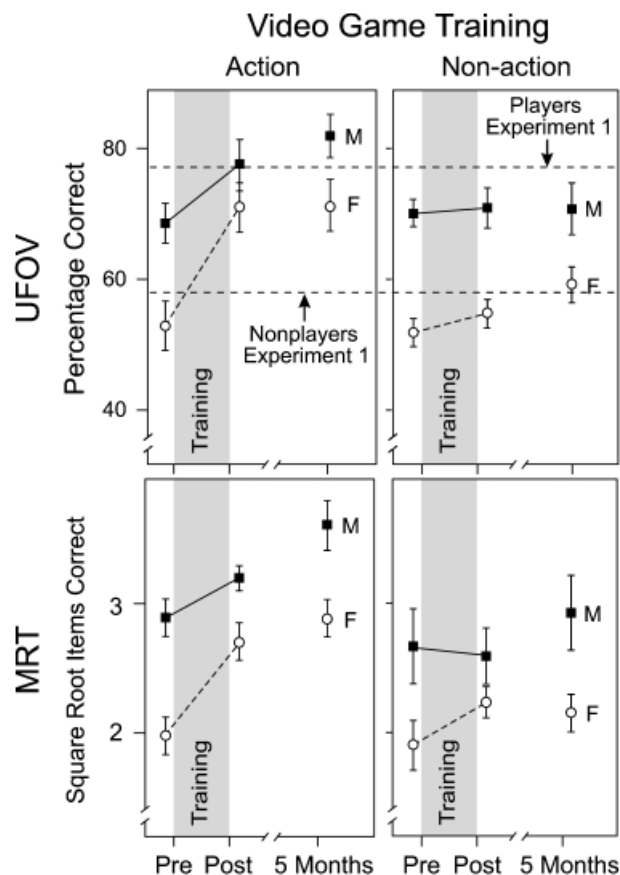 Video Game Training
Action
Non-action
UFOV
Percentage Correct
80
60
40
M
F
Nonplayers
Experiment 1
Training
Players
Experiment 1
M
F
Training
MRT
Square Root Items Correct
3
2
M
F
Training
M
F
Training
Pre Post 5 Months
Pre Post 5 Months